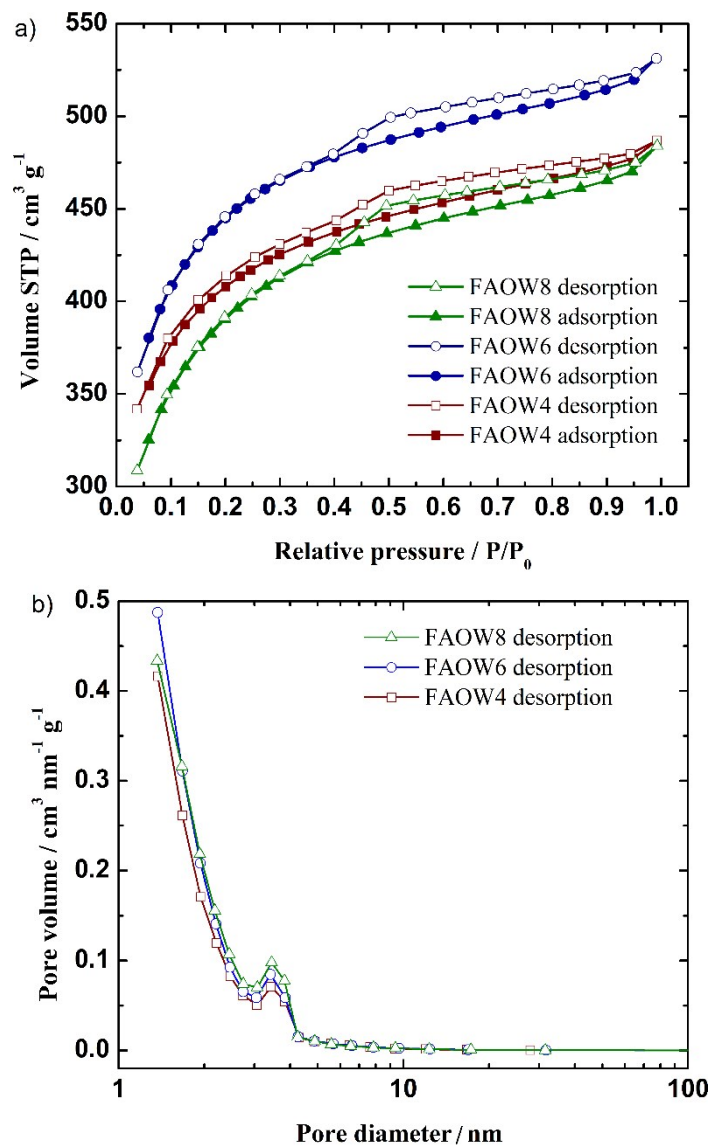 a)
550
500
450
400
350
300
Volume STP / cm³ g⁻¹
FAOW8 desorption
FAOW8 adsorption
FAOW6 desorption
FAOW6 adsorption
FAOW4 desorption
FAOW4 adsorption
0.0 0.1 0.2 0.3 0.4 0.5 0.6 0.7 0.8 0.9 1.0
Relative pressure / P/P₀
b)
0.5
0.4
0.3
0.2
0.1
0.0
Pore volume / cm³ nm⁻¹ g⁻¹
FAOW8 desorption
FAOW6 desorption
FAOW4 desorption
1 10 100
Pore diameter / nm